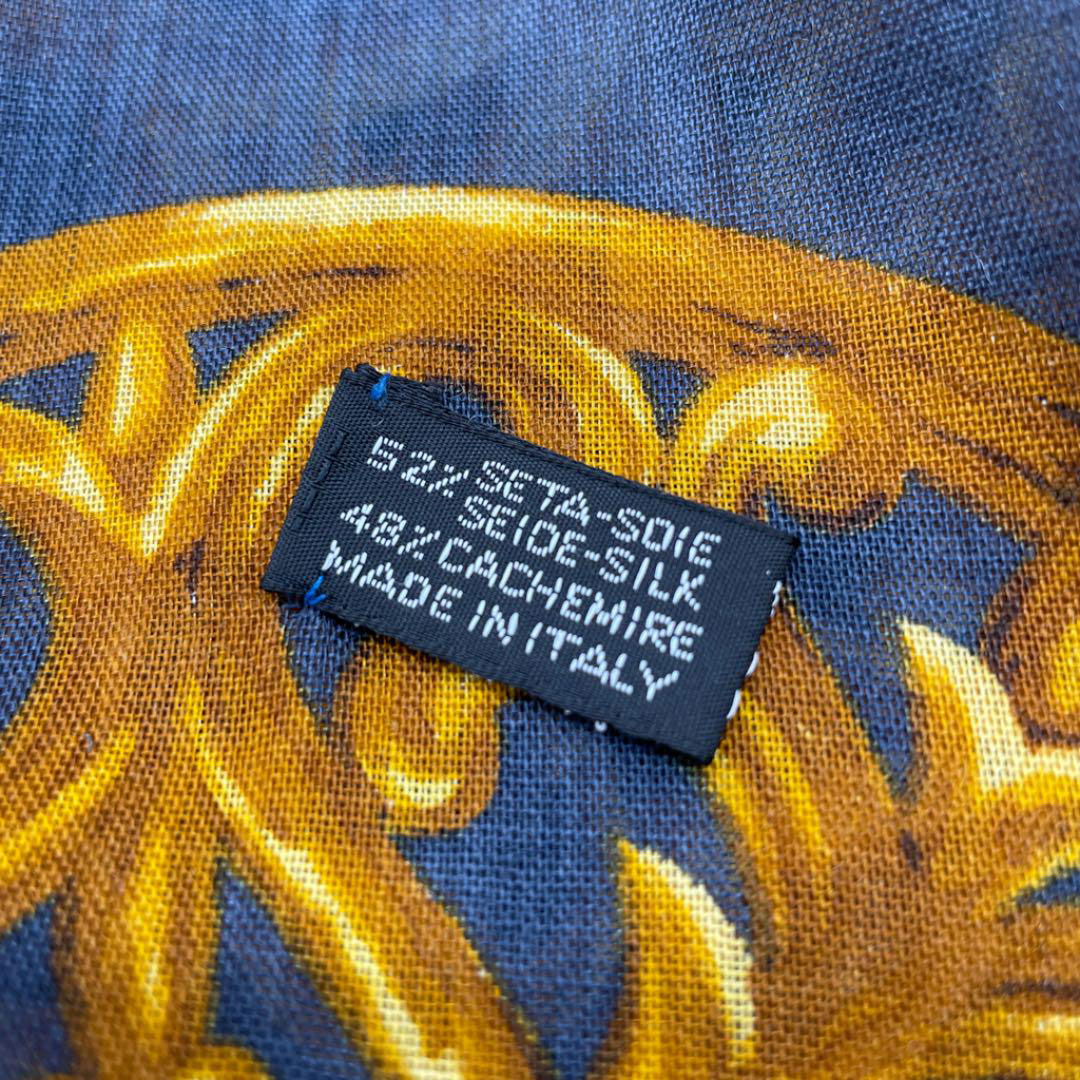 52% SETA-SOIE
SEIDE-SILK
48% CACHEMIRE
MADE IN ITALY